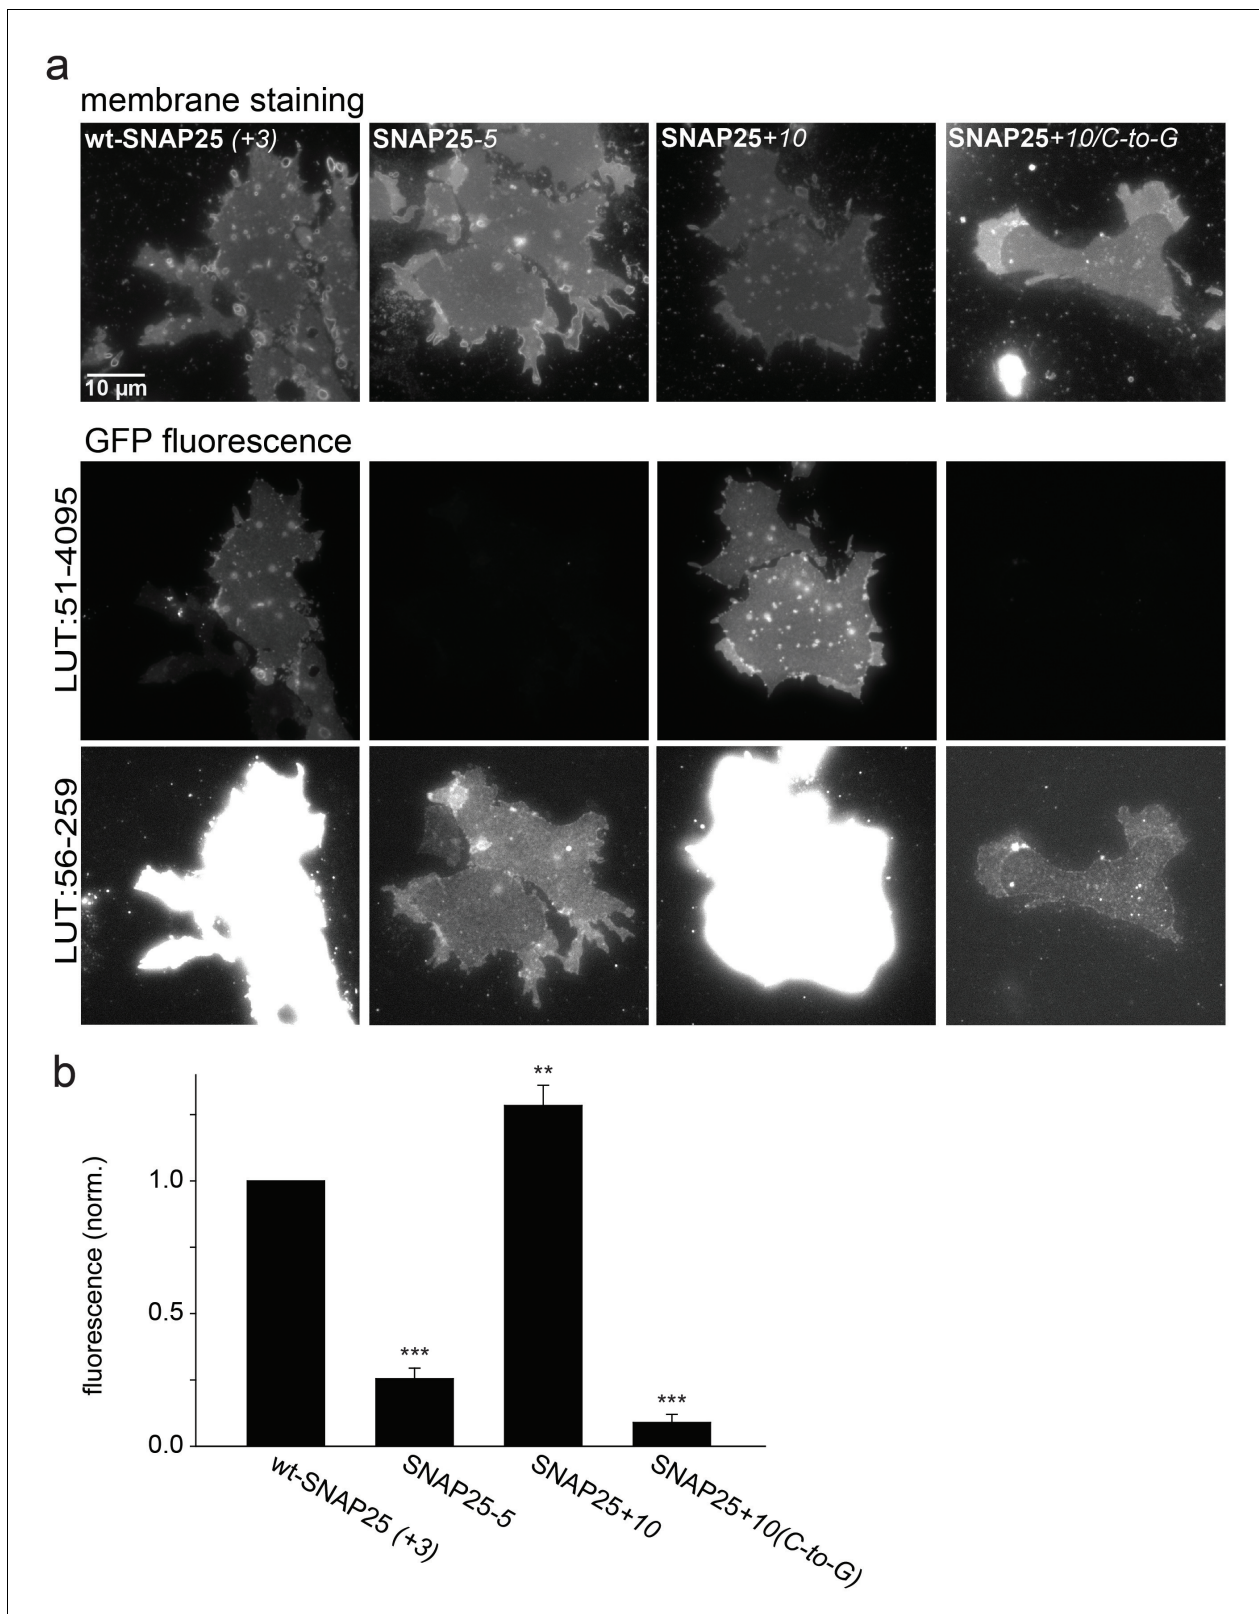 a
membrane staining
wt-SNAP25 (+3)
SNAP25-5
SNAP25+10
SNAP25+10/C-to-G
10 µm
GFP fluorescence
LUT:51-4095
LUT:56-259
b
fluorescence (norm.)
1.0
0.5
0.0
***
**
***
wt-SNAP25 (+3)
SNAP25-5
SNAP25+10
SNAP25+10(C-to-G)